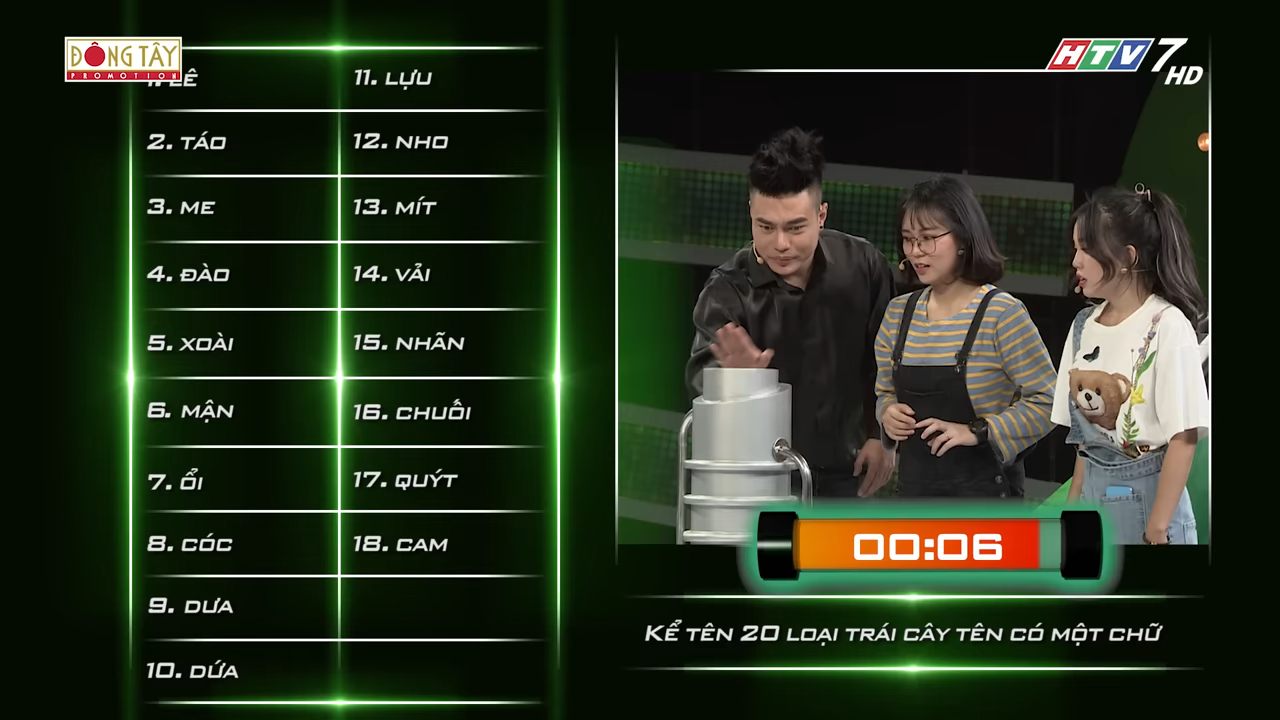 ĐÔNG TÂY
PROMOTION
HTV7
HD
1. LÊ
2. TÁO
3. ME
4. ĐÀO
5. XOÀI
6. MẬN
7. ỔI
8. CÓC
9. DƯA
10. DỨA
11. LỰU
12. NHO
13. MÍT
14. VẢI
15. NHÃN
16. CHUỐI
17. QUÝT
18. CAM
00:06
KỂ TÊN 20 LOẠI TRÁI CÂY TÊN CÓ MỘT CHỮ